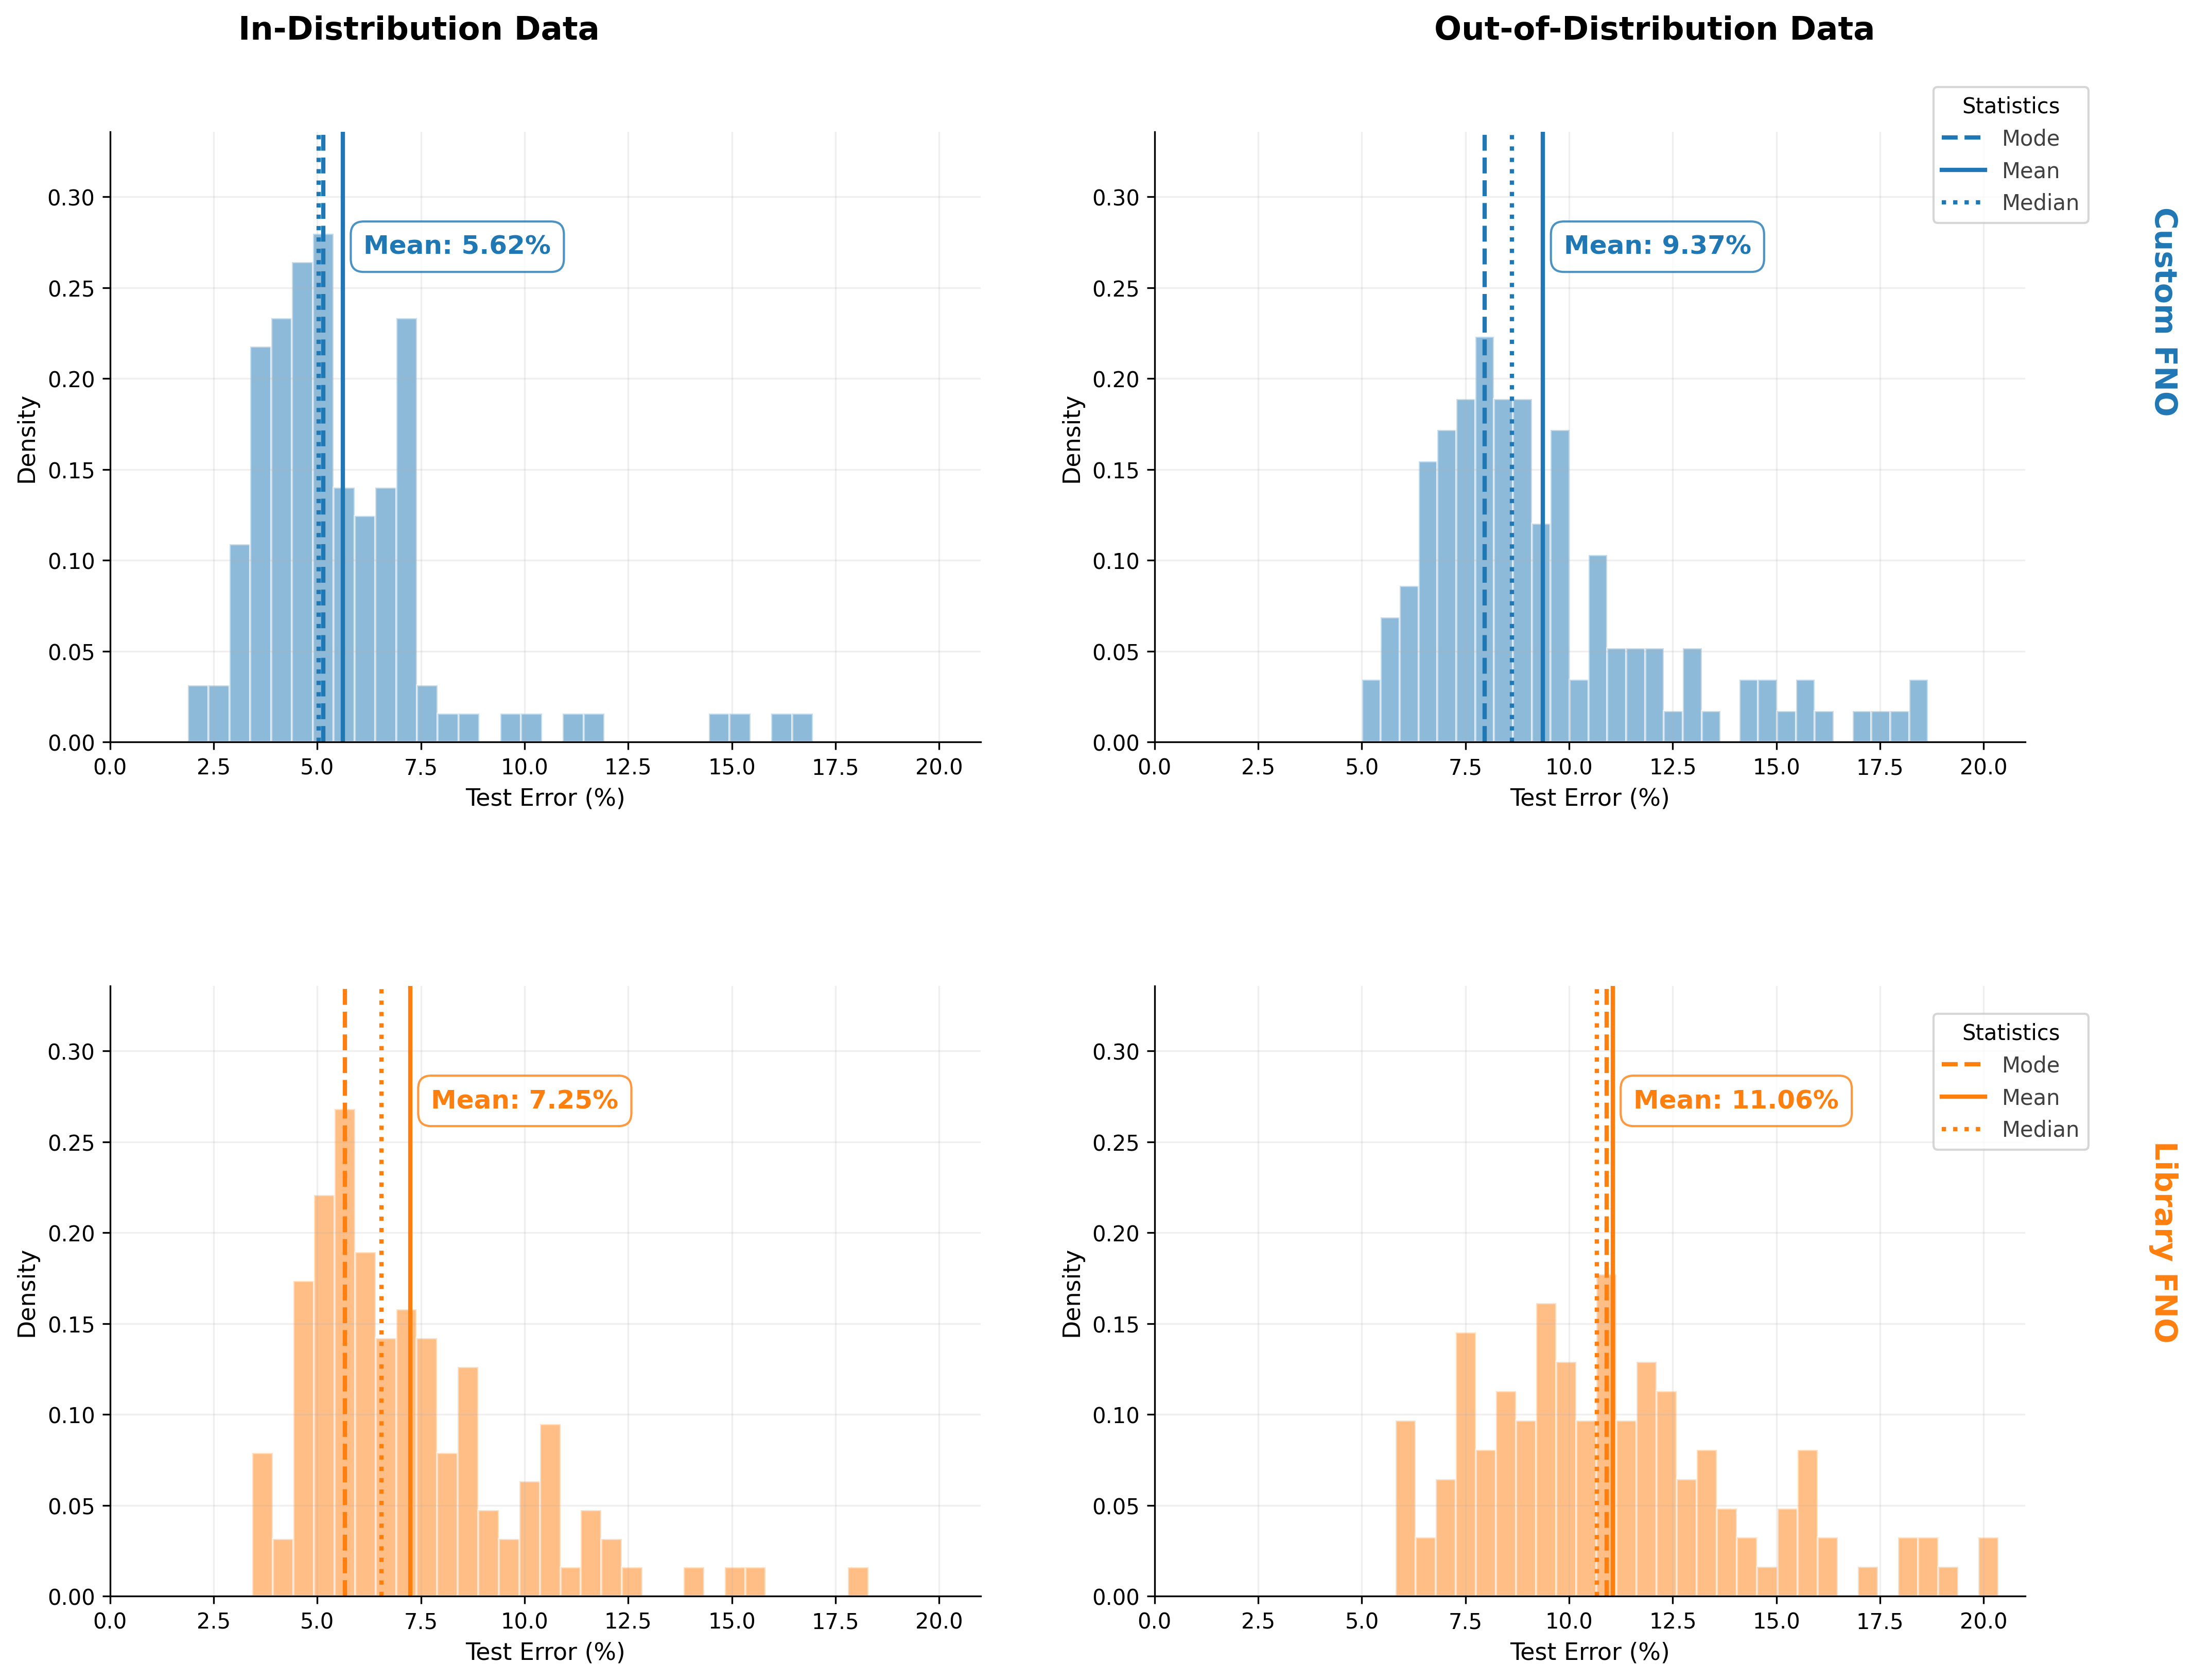 In-Distribution Data
Out-of-Distribution Data
Density
0.30
0.25
0.20
0.15
0.10
0.05
0.00
Mean: 5.62%
0.0 2.5 5.0 7.5 10.0 12.5 15.0 17.5 20.0
Test Error (%)
Density
0.30
0.25
0.20
0.15
0.10
0.05
0.00
Mean: 9.37%
Statistics
Mode
Mean
Median
0.0 2.5 5.0 7.5 10.0 12.5 15.0 17.5 20.0
Test Error (%)
Custom FNO
Density
0.30
0.25
0.20
0.15
0.10
0.05
0.00
Mean: 7.25%
0.0 2.5 5.0 7.5 10.0 12.5 15.0 17.5 20.0
Test Error (%)
Density
0.30
0.25
0.20
0.15
0.10
0.05
0.00
Mean: 11.06%
Statistics
Mode
Mean
Median
0.0 2.5 5.0 7.5 10.0 12.5 15.0 17.5 20.0
Test Error (%)
Library FNO